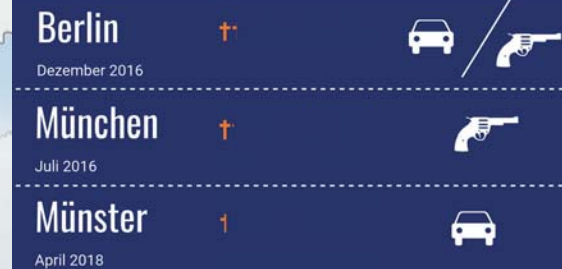 Berlin
Dezember 2016
München
Juli 2016
Münster
April 2018